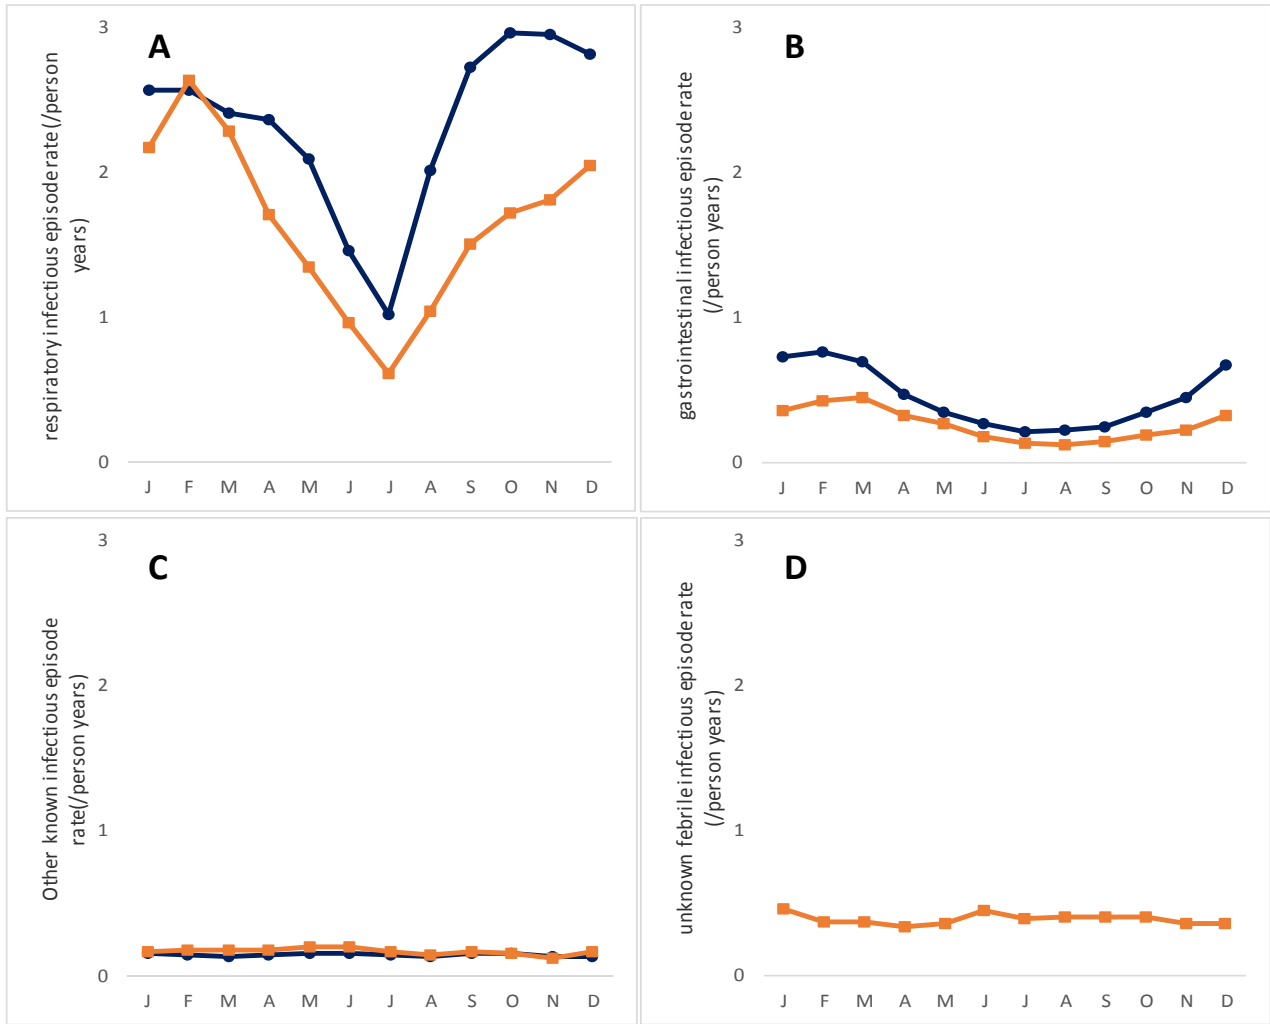 A
respiratory infectious episode rate (/person
years)
3
2
1
0
J F M A M J J A S O N D
B
gastrointestinal infectious episode rate
(/person years)
3
2
1
0
J F M A M J J A S O N D
C
Other known infectious episode
rate(/person years)
3
2
1
0
J F M A M J J A S O N D
D
unknown febrile infectious episode rate
(/person years)
3
2
1
0
J F M A M J J A S O N D